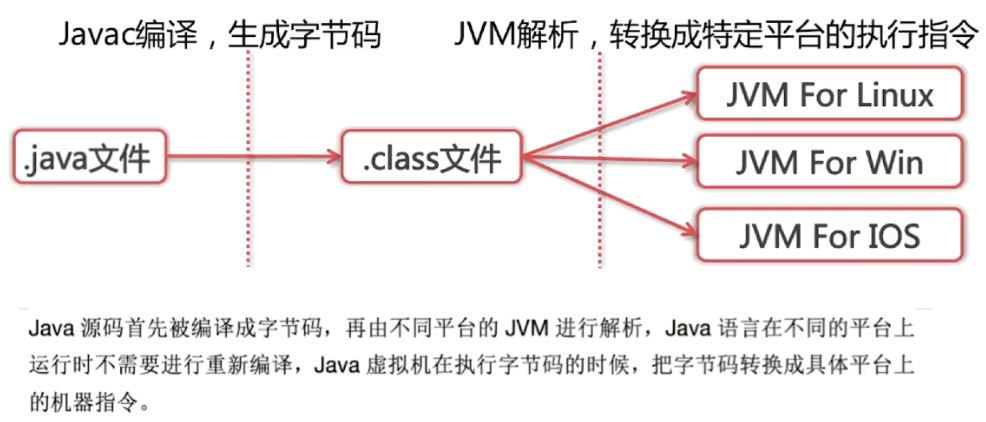 Javac编译，生成字节码
JVM解析，转换成特定平台的执行指令
.java文件
.class文件
JVM For Linux
JVM For Win
JVM For IOS
Java 源码首先被编译成字节码，再由不同平台的 JVM 进行解析，Java 语言在不同的平台上
运行时不需要进行重新编译，Java 虚拟机在执行字节码的时候，把字节码转换成具体平台上
的机器指令。